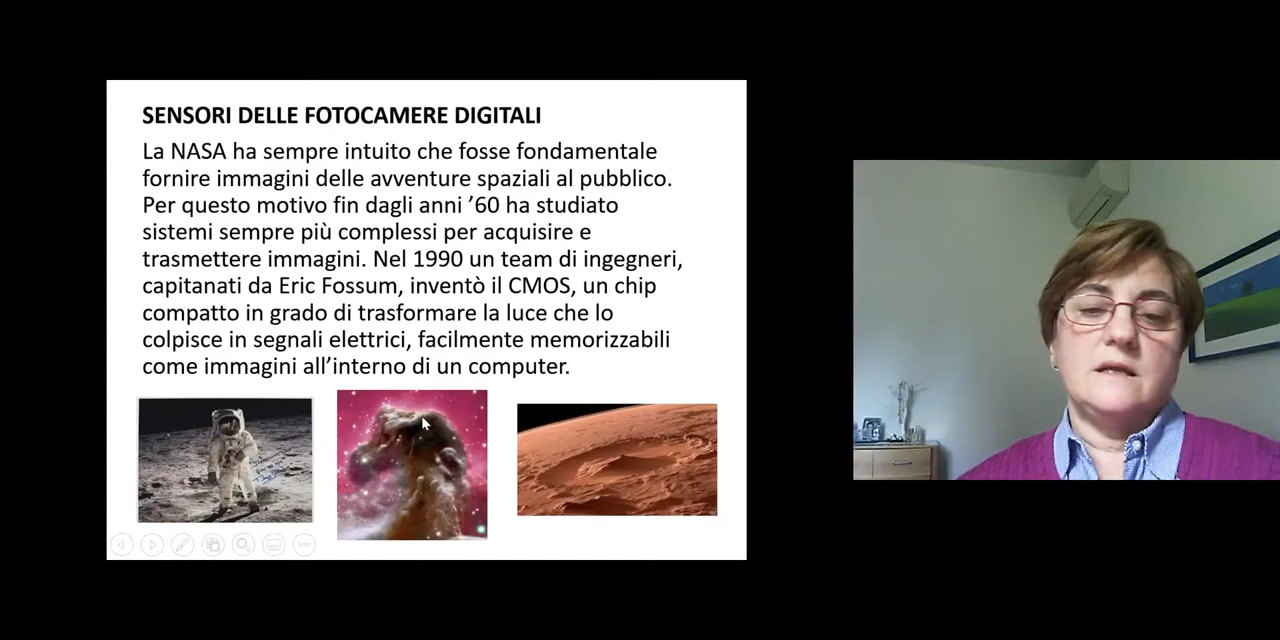 SENSORI DELLE FOTOCAMERE DIGITALI
La NASA ha sempre intuito che fosse fondamentale
fornire immagini delle avventure spaziali al pubblico.
Per questo motivo fin dagli anni ’60 ha studiato
sistemi sempre più complessi per acquisire e
trasmettere immagini. Nel 1990 un team di ingegneri,
capitanati da Eric Fossum, inventò il CMOS, un chip
compatto in grado di trasformare la luce che lo
colpisce in segnali elettrici, facilmente memorizzabili
come immagini all’interno di un computer.